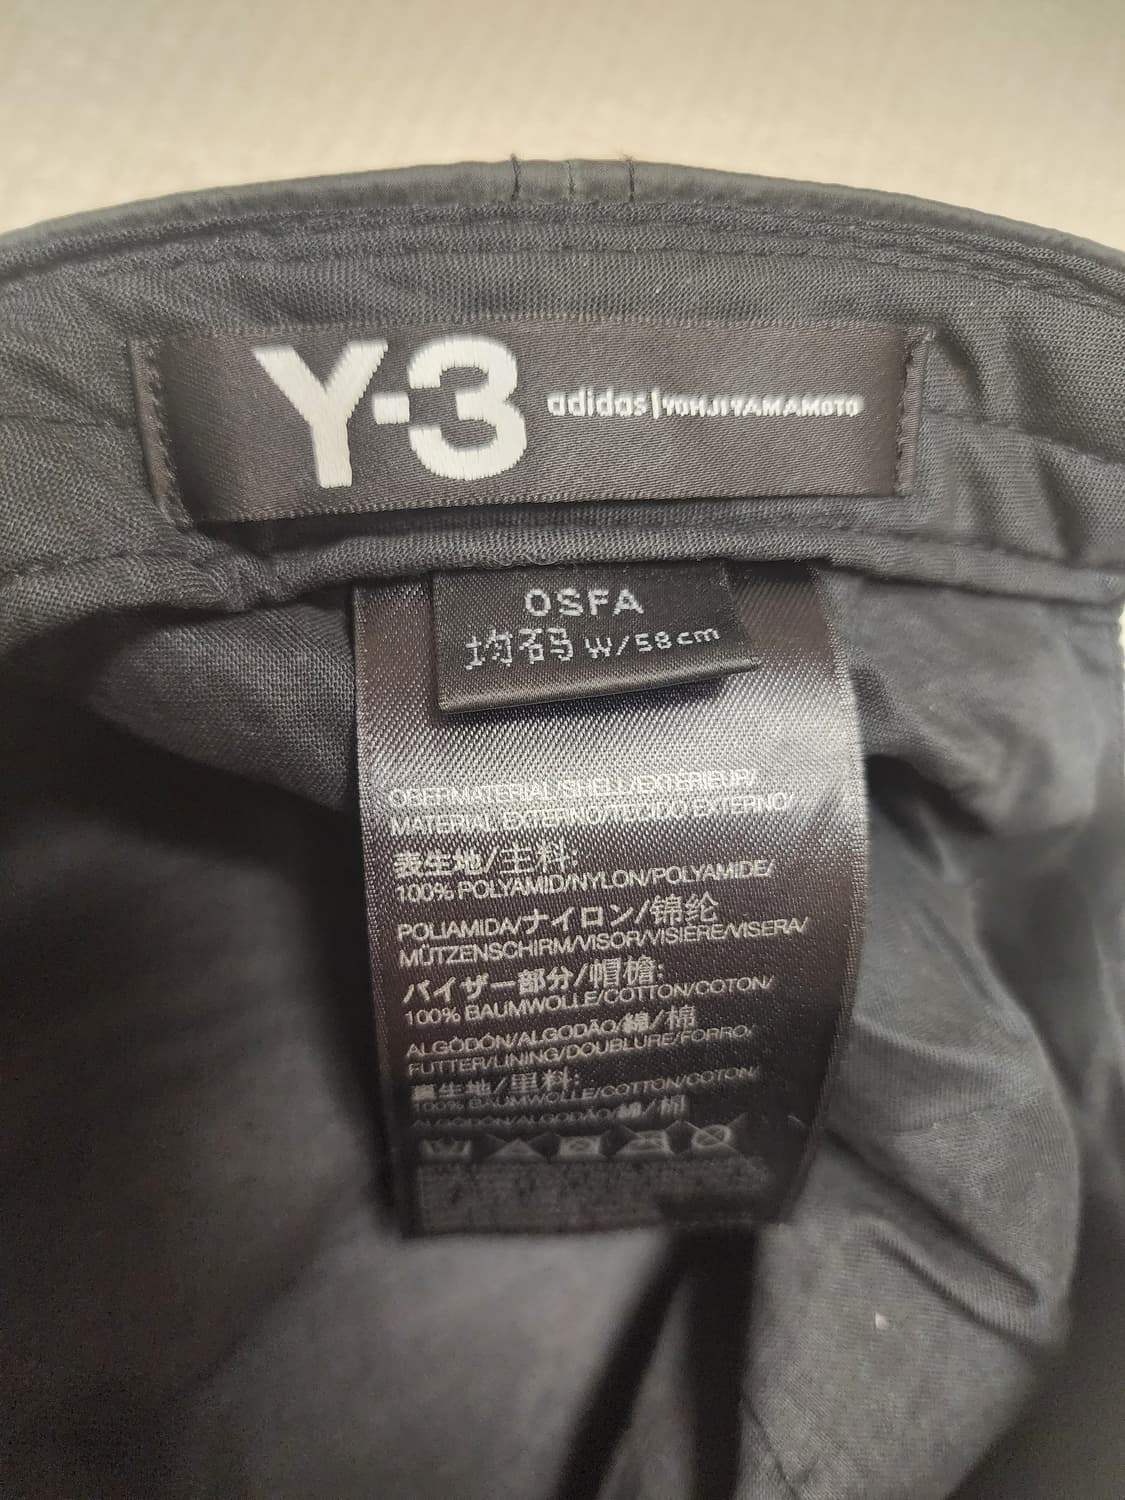 Y-3 adidas | YOHJI YAMAMOTO
OSFA
均码 W/58cm
OBERMATERIAL/SHELL/EXTÉRIEUR/
MATERIAL EXTERNO/TECIDO EXTERNO/
表生地/主料:
100% POLYAMID/NYLON/POLYAMIDE/
POLIAMIDA/ナイロン/锦纶
MÜTZENSCHIRM/VISOR/VISIÈRE/VISERA/
バイザー部分/帽檐:
100% BAUMWOLLE/COTTON/COTON/
ALGODÓN/ALGODÃO/綿/棉
FUTTER/LINING/DOUBLURE/FORRO/
裏生地/里料:
100% BAUMWOLLE/COTTON/COTON/
ALGODÓN/ALGODÃO/綿/棉